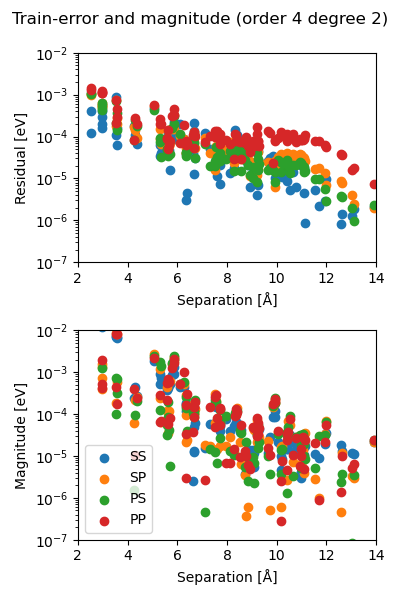 Train-error and magnitude (order 4 degree 2)
10⁻²
10⁻³
10⁻⁴
10⁻⁵
10⁻⁶
10⁻⁷
Residual [eV]
2 4 6 8 10 12 14
Separation [Å]
10⁻²
10⁻³
10⁻⁴
10⁻⁵
10⁻⁶
10⁻⁷
Magnitude [eV]
SS
SP
PS
PP
2 4 6 8 10 12 14
Separation [Å]